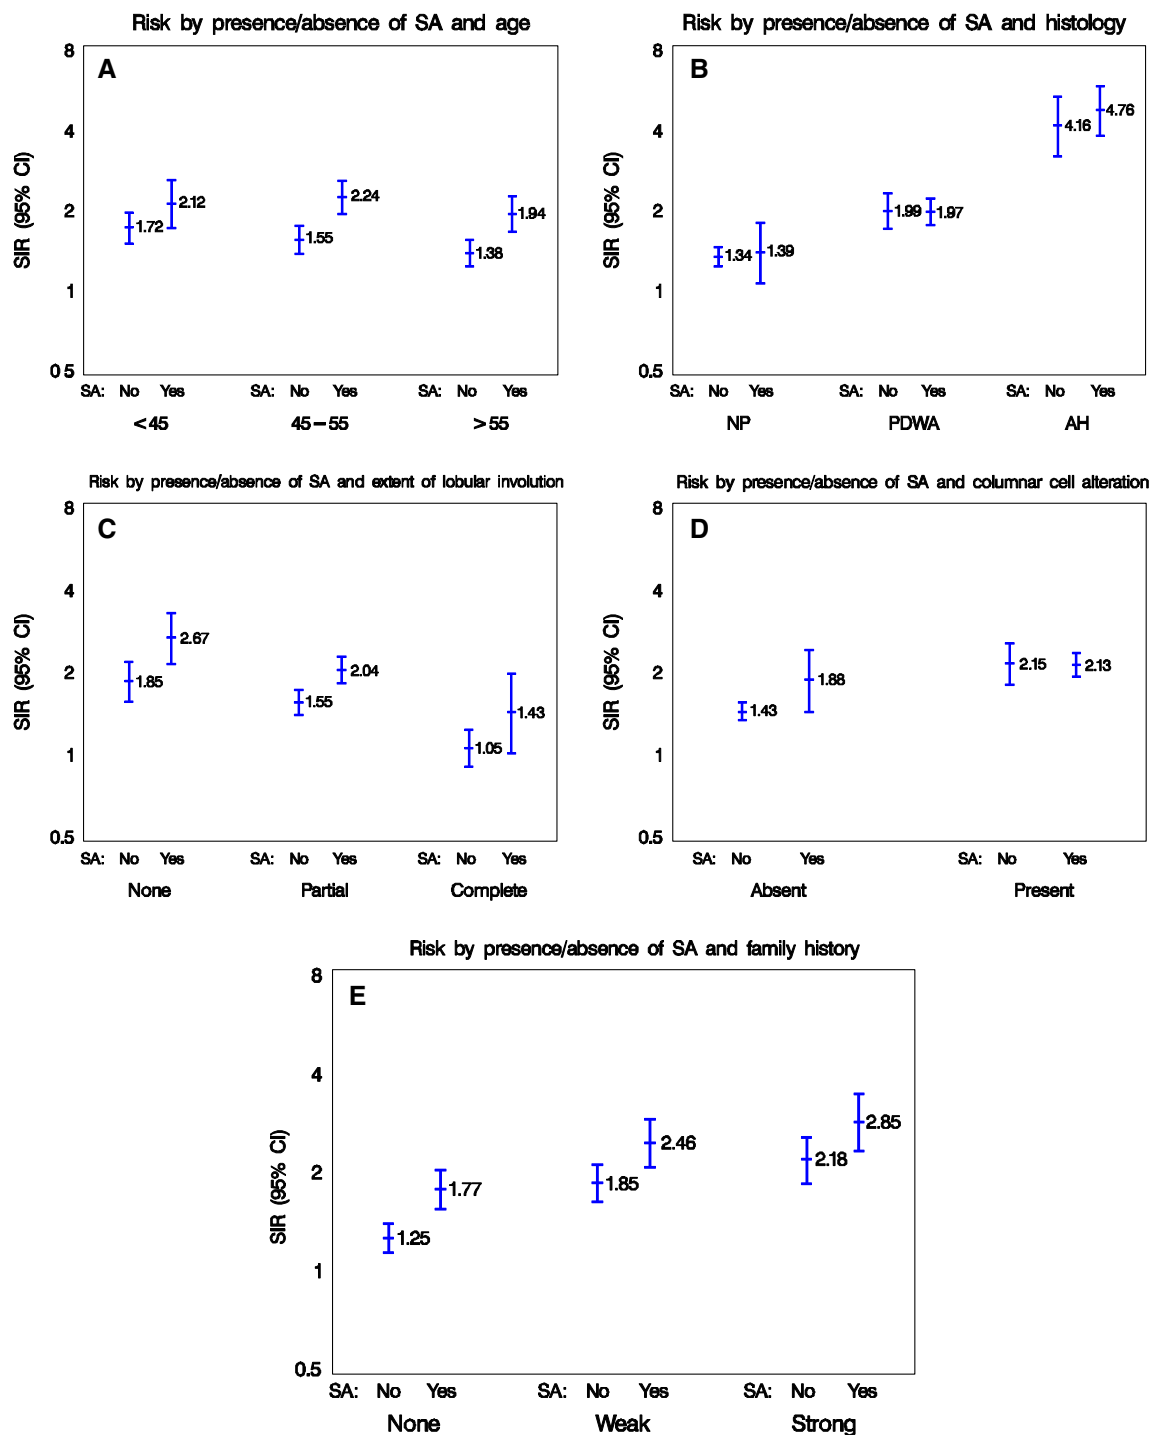 Risk by presence/absence of SA and age
A
SIR (95% CI)
8
4
2
1
0 5
1.72
2.12
1.55
2.24
1.38
1.94
SA: No Yes SA: No Yes SA: No Yes
<45 45-55 >55
Risk by presence/absence of SA and histology
B
SIR (95% CI)
8
4
2
1
0.5
1.34
1.39
1.99
1.97
4.16
4.76
SA: No Yes SA: No Yes SA: No Yes
NP PDWA AH
Risk by presence/absence of SA and extent of lobular involution
C
SIR (95% CI)
8
4
2
1
0.5
1.85
2.67
1.55
2.04
1.05
1.43
SA: No Yes SA: No Yes SA: No Yes
None Partial Complete
Risk by presence/absence of SA and columnar cell alteration
D
SIR (95% CI)
8
4
2
1
0.5
1.43
1.88
2.15
2.13
SA: No Yes SA: No Yes
Absent Present
Risk by presence/absence of SA and family history
E
SIR (95% CI)
8
4
2
1
0.5
1.25
1.77
1.85
2.46
2.18
2.85
SA: No Yes SA: No Yes SA: No Yes
None Weak Strong